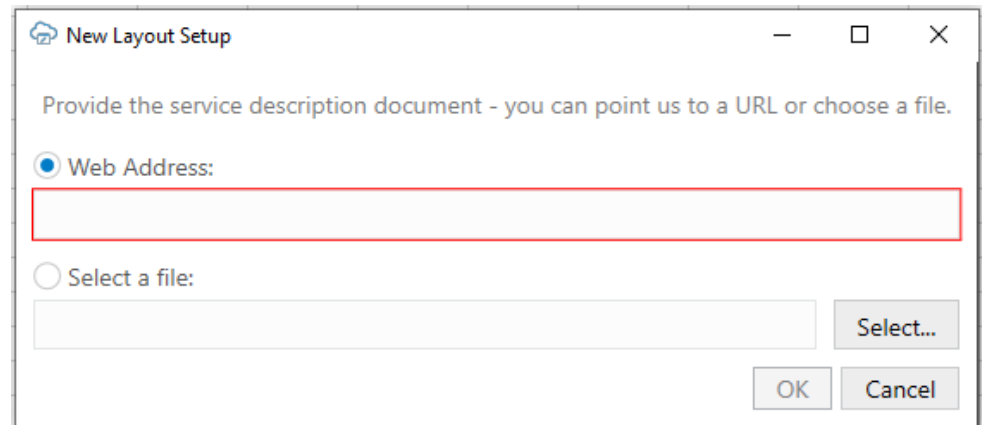 New Layout Setup
Provide the service description document - you can point us to a URL or choose a file.
Web Address:
Select a file:
Select...
OK Cancel